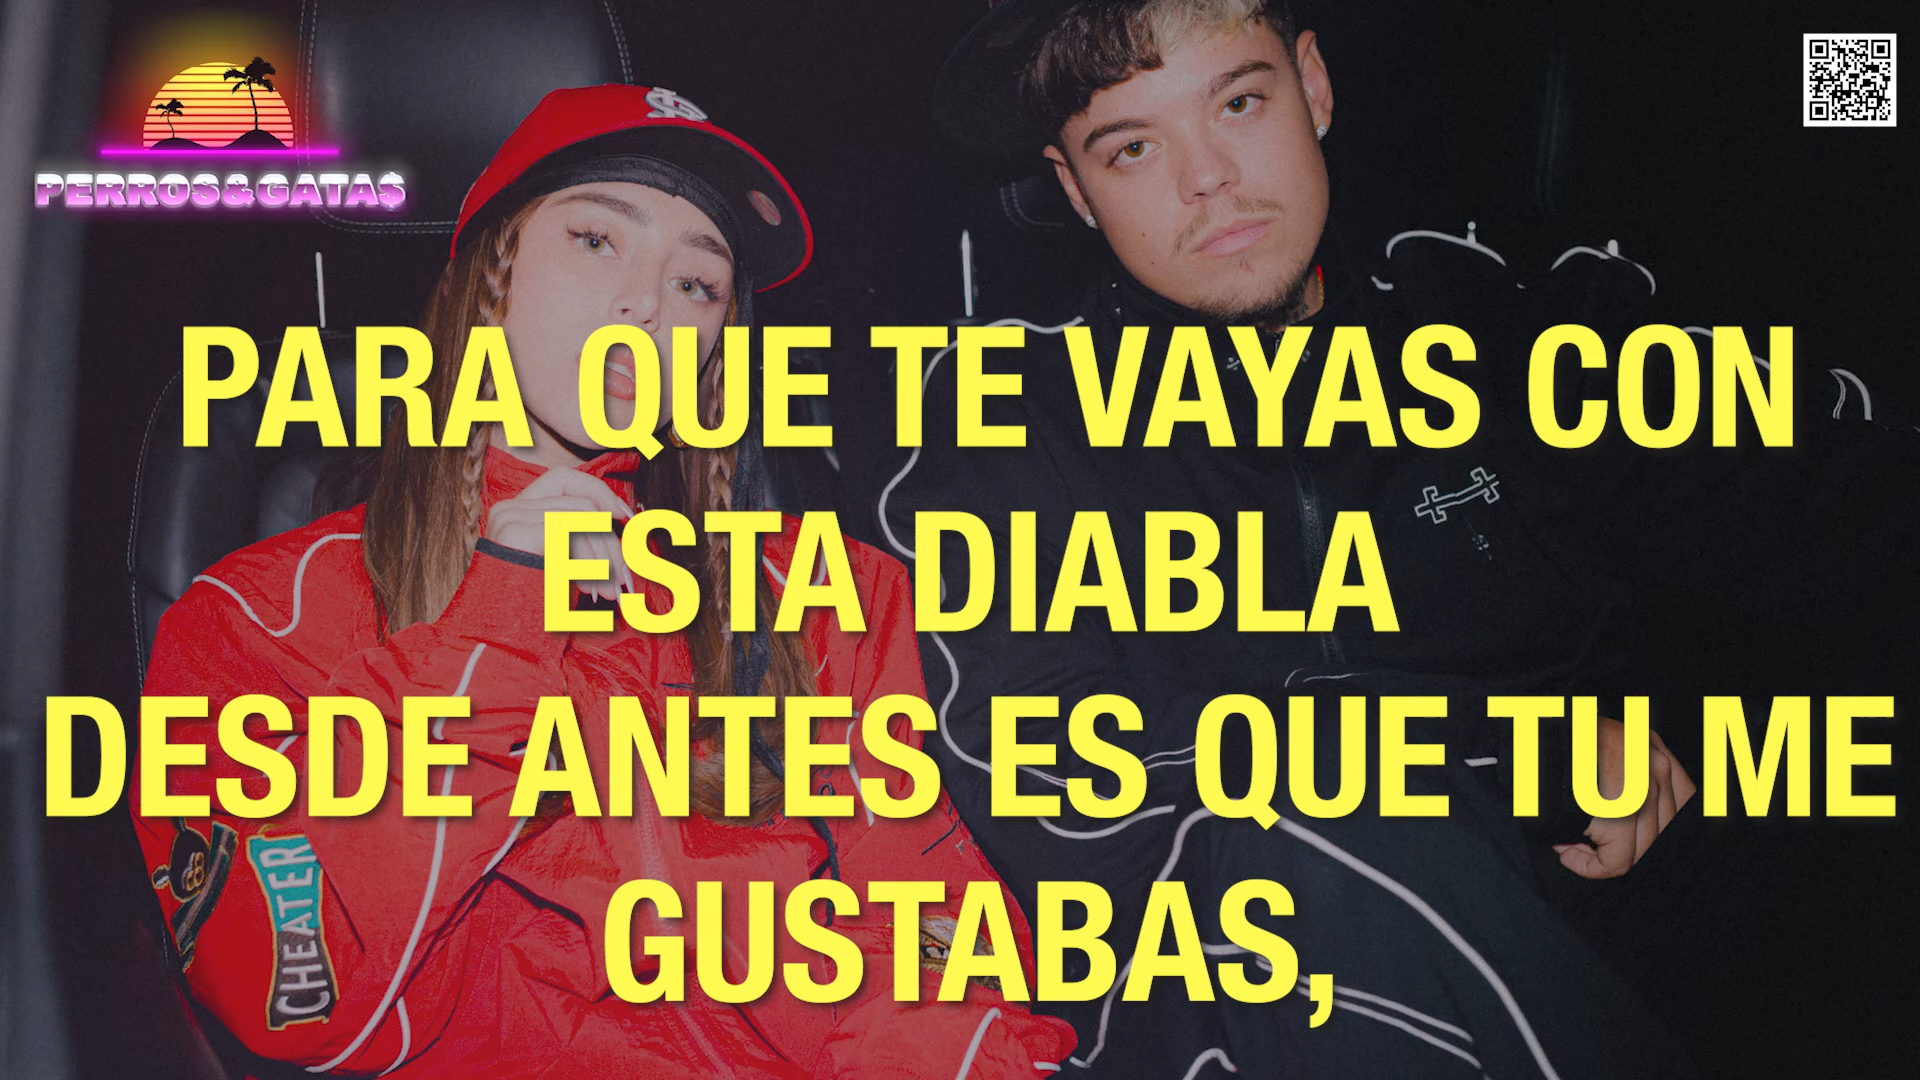 PERROS&GATA$
PARA QUE TE VAYAS CON
ESTA DIABLA
DESDE ANTES ES QUE TU ME
GUSTABAS,
CHEATER